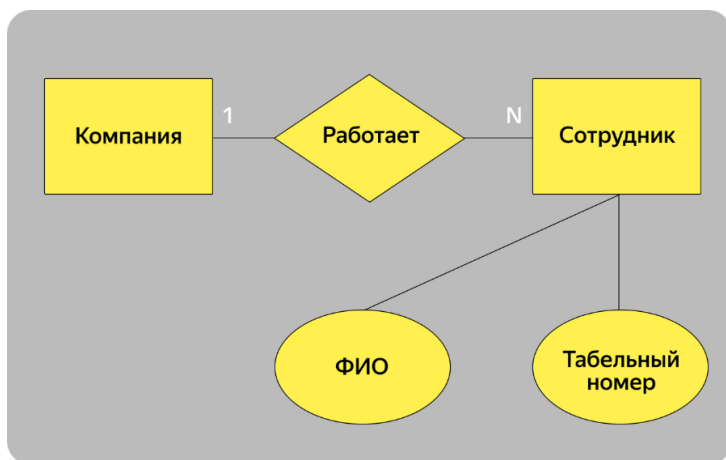 Компания
1
Работает
N
Сотрудник
ФИО
Табельный
номер